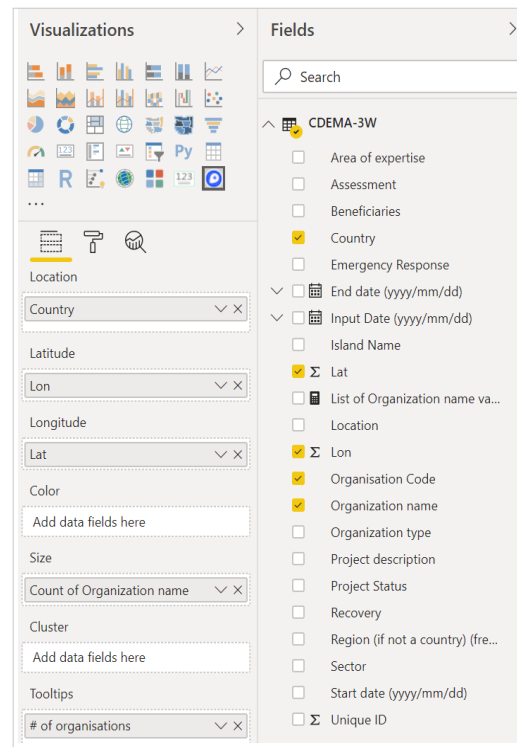 Visualizations
Fields
Search
CDEMA-3W
Area of expertise
Assessment
Beneficiaries
Country
Emergency Response
End date (yyyy/mm/dd)
Input Date (yyyy/mm/dd)
Island Name
Σ Lat
List of Organization name va...
Location
Σ Lon
Organisation Code
Organization name
Organization type
Project description
Project Status
Recovery
Region (if not a country) (fre...
Sector
Start date (yyyy/mm/dd)
Σ Unique ID
123
Py
R
123
...
Location
Country
Latitude
Lon
Longitude
Lat
Color
Add data fields here
Size
Count of Organization name
Cluster
Add data fields here
Tooltips
# of organisations